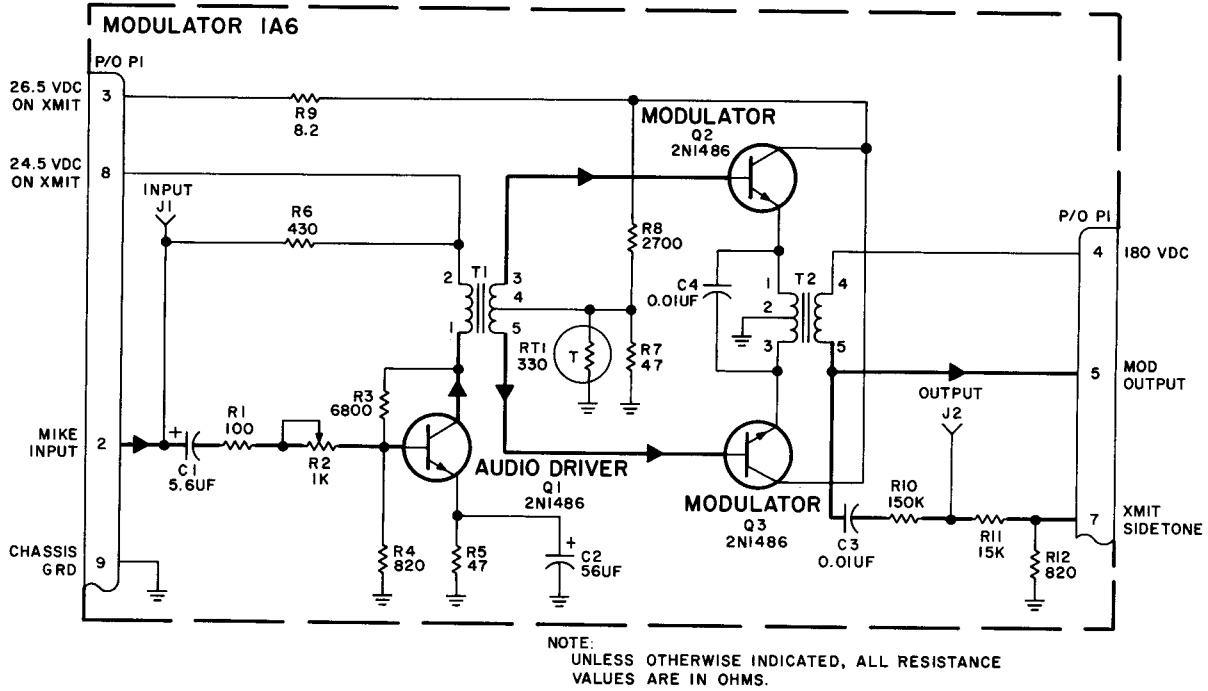 MODULATOR 1A6
P/O P1
26.5 VDC
ON XMIT
3
R9
8.2
24.5 VDC
ON XMIT
8
INPUT
J1
R6
430
MODULATOR
Q2
2N1486
R8
2700
P/O P1
4
180 VDC
2
T1
3
4
1
5
C4
0.01UF
1
T2
4
2
3
5
RT1
330
T
R7
47
5
MOD
OUTPUT
OUTPUT
J2
R3
6800
MIKE
INPUT
2
+
C1
5.6UF
R1
100
R2
1K
AUDIO DRIVER
Q1
2N1486
MODULATOR
Q3
2N1486
R10
150K
C3
0.01UF
R11
15K
7
XMIT
SIDETONE
R12
820
CHASSIS
GRD
9
R4
820
R5
47
+
C2
56UF
NOTE:
UNLESS OTHERWISE INDICATED, ALL RESISTANCE
VALUES ARE IN OHMS.